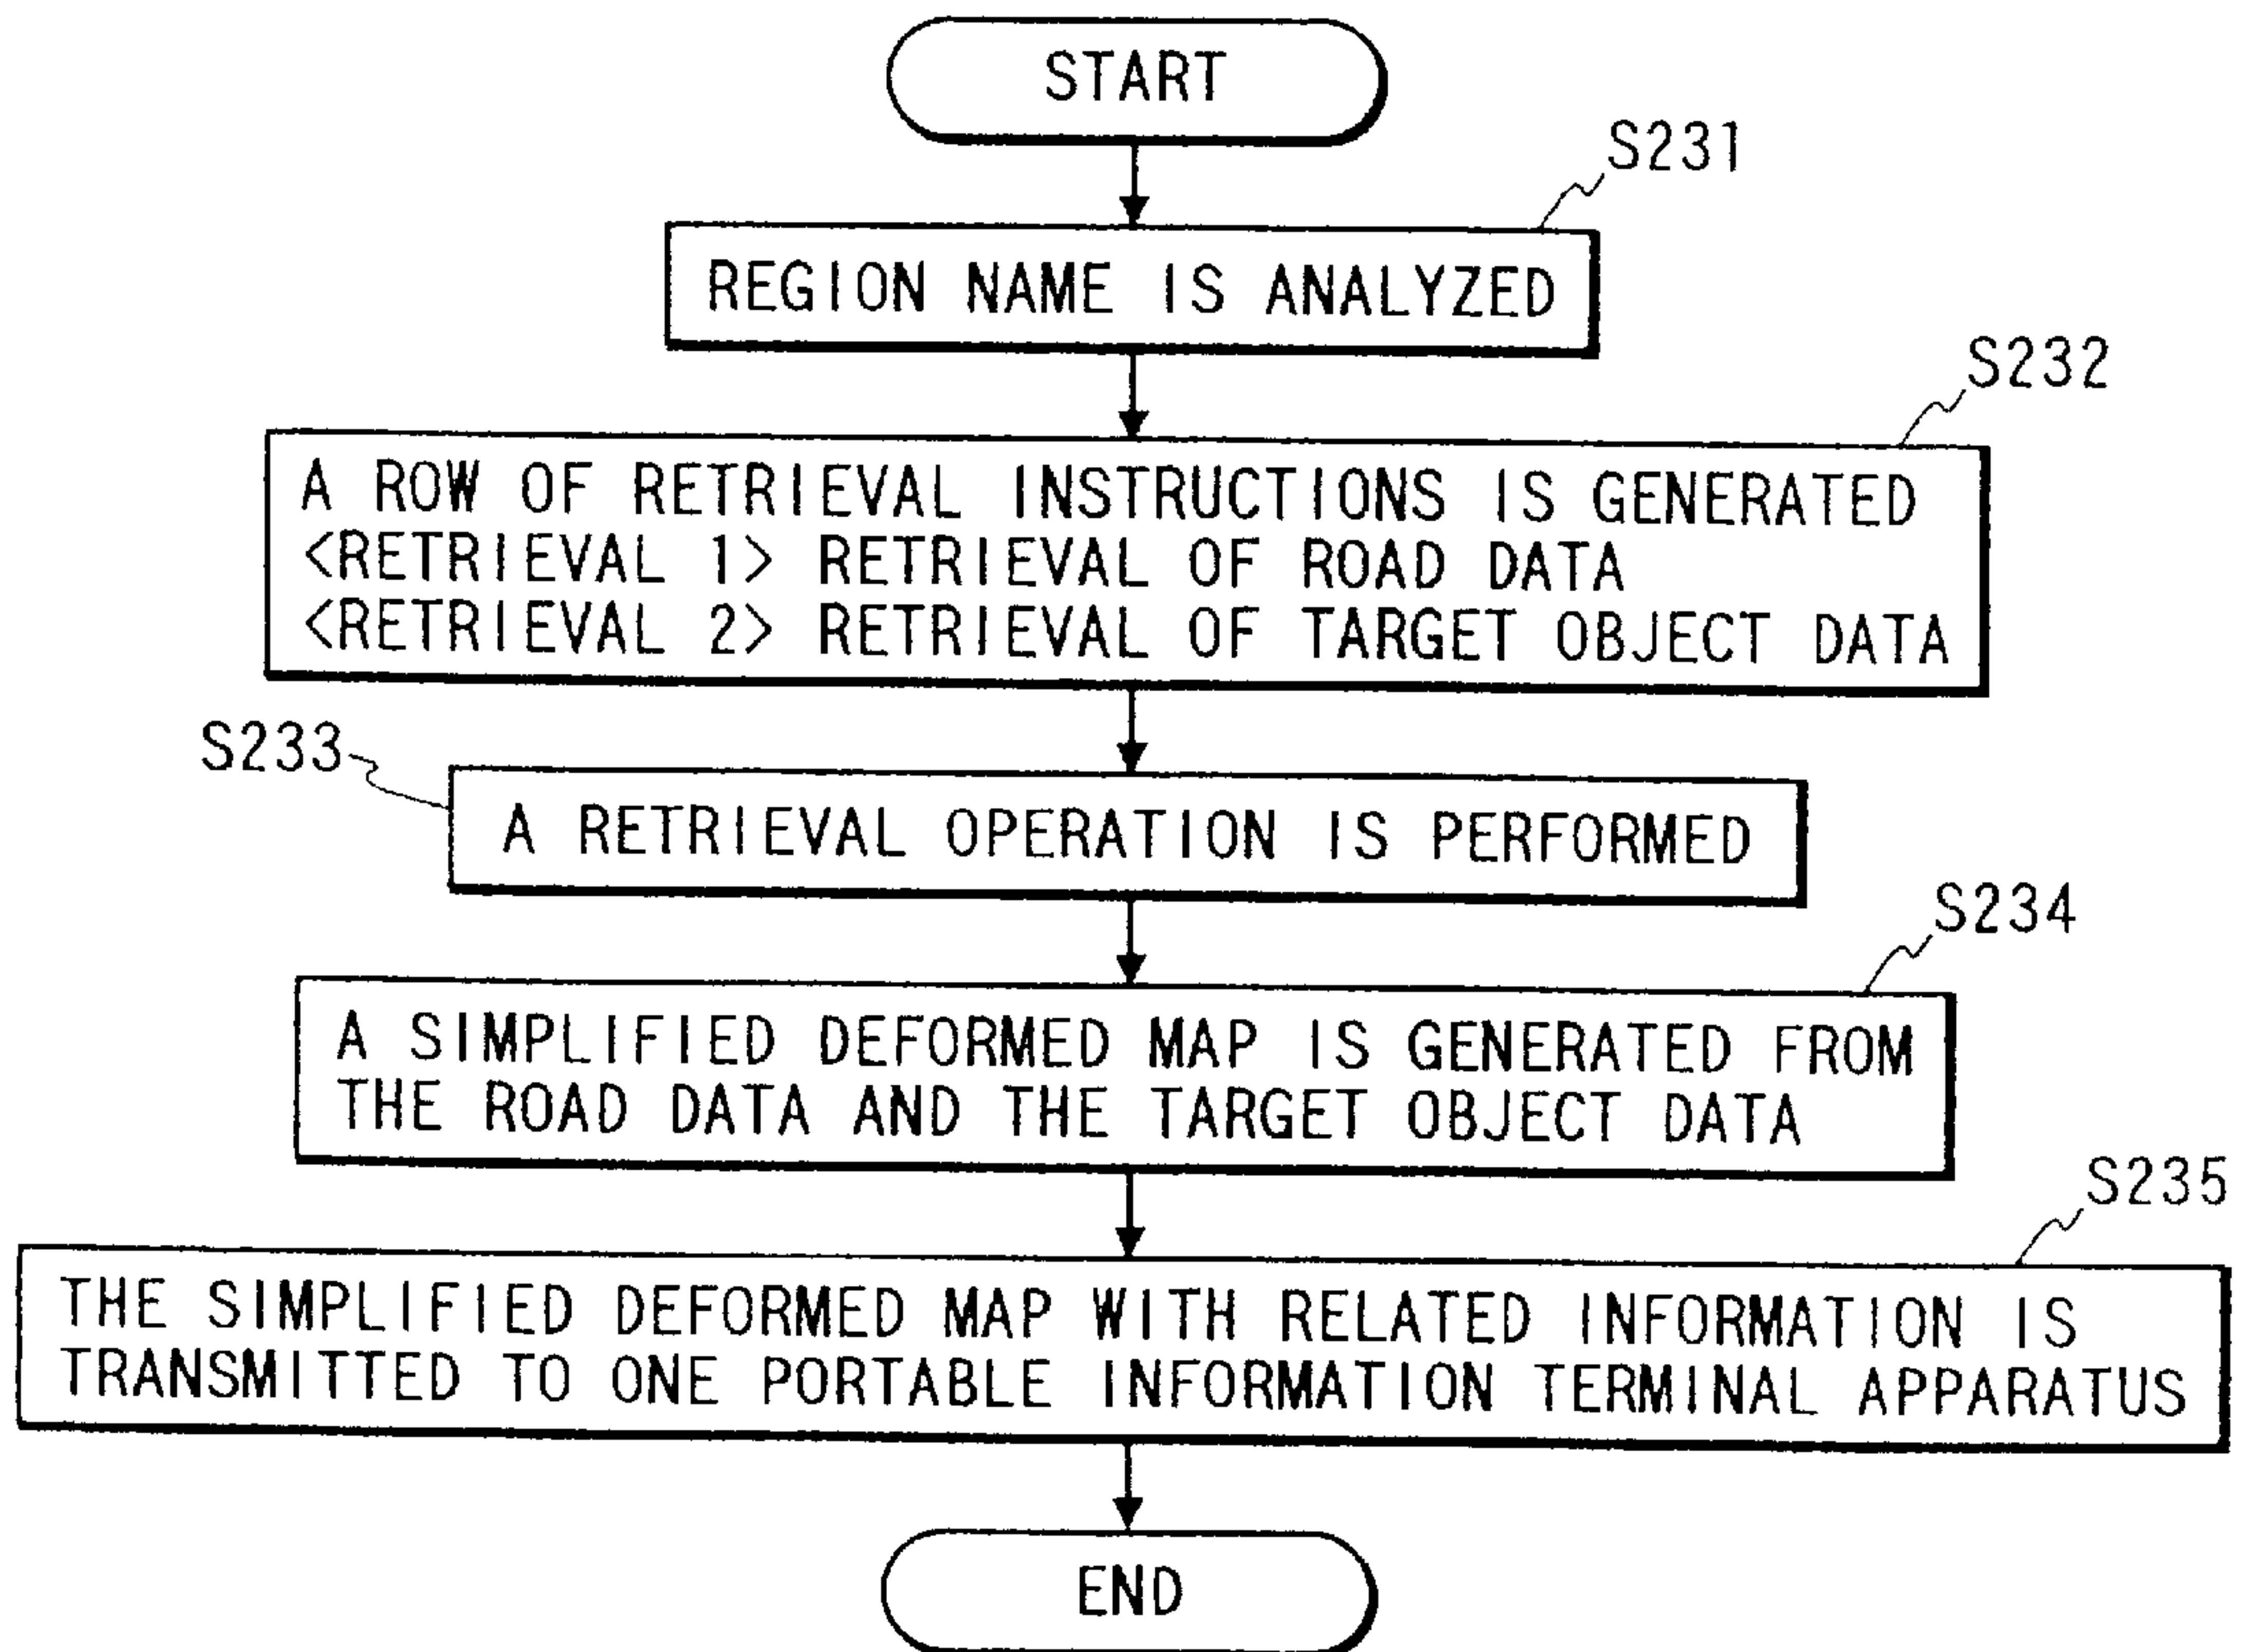 START
S231
REGION NAME IS ANALYZED
S232
A ROW OF RETRIEVAL INSTRUCTIONS IS GENERATED
<RETRIEVAL 1> RETRIEVAL OF ROAD DATA
<RETRIEVAL 2> RETRIEVAL OF TARGET OBJECT DATA
S233
A RETRIEVAL OPERATION IS PERFORMED
S234
A SIMPLIFIED DEFORMED MAP IS GENERATED FROM
THE ROAD DATA AND THE TARGET OBJECT DATA
S235
THE SIMPLIFIED DEFORMED MAP WITH RELATED INFORMATION IS
TRANSMITTED TO ONE PORTABLE INFORMATION TERMINAL APPARATUS
END